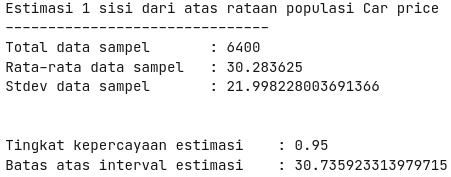 Estimasi 1 sisi dari atas rataan populasi Car price
-------------------------------
Total data sampel       : 6400
Rata-rata data sampel   : 30.283625
Stdev data sampel       : 21.998228003691366
Tingkat kepercayaan estimasi    : 0.95
Batas atas interval estimasi    : 30.735923313979715